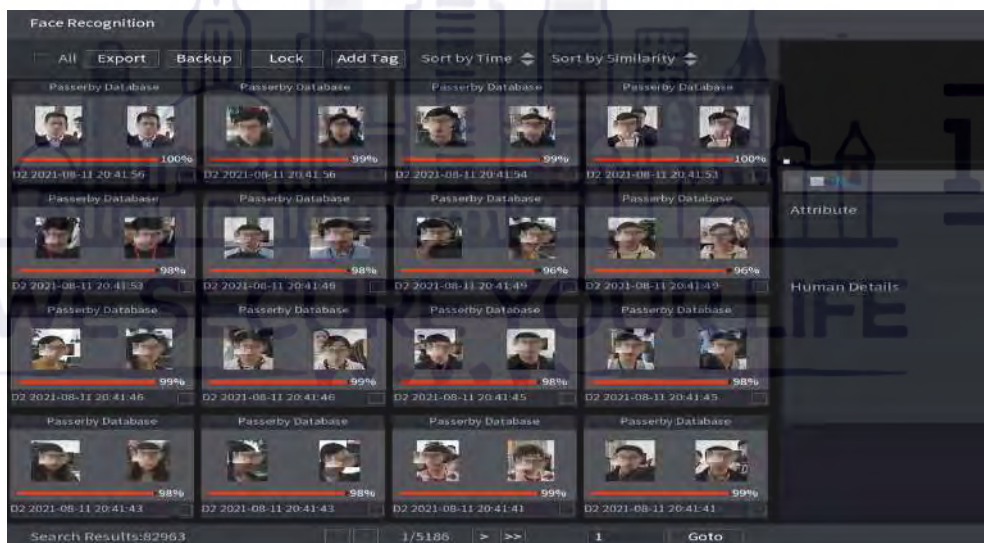 Face Recognition
All Export Backup Lock Add Tag Sort by Time Sort by Similarity
Passerby Database Passerby Database Passerby Database Passerby Database
100% 99% 99% 100%
D2 2021-08-11 20:41:56 D2 2021-08-11 20:41:56 D2 2021-08-11 20:41:54 D2 2021-08-11 20:41:53
Attribute
Passerby Database Passerby Database Passerby Database Passerby Database
98% 98% 96% 96%
D2 2021-08-11 20:41:53 D2 2021-08-11 20:41:49 D2 2021-08-11 20:41:49 D2 2021-08-11 20:41:49
Human Details
Passerby Database Passerby Database Passerby Database Passerby Database
SECURE YOUR LIFE
99% 99% 98% 98%
D2 2021-08-11 20:41:46 D2 2021-08-11 20:41:46 D2 2021-08-11 20:41:45 D2 2021-08-11 20:41:45
Passerby Database Passerby Database Passerby Database Passerby Database
98% 98% 99% 99%
D2 2021-08-11 20:41:43 D2 2021-08-11 20:41:43 D2 2021-08-11 20:41:41 D2 2021-08-11 20:41:41
Search Results:82963 1/5186 > >> 1 Goto